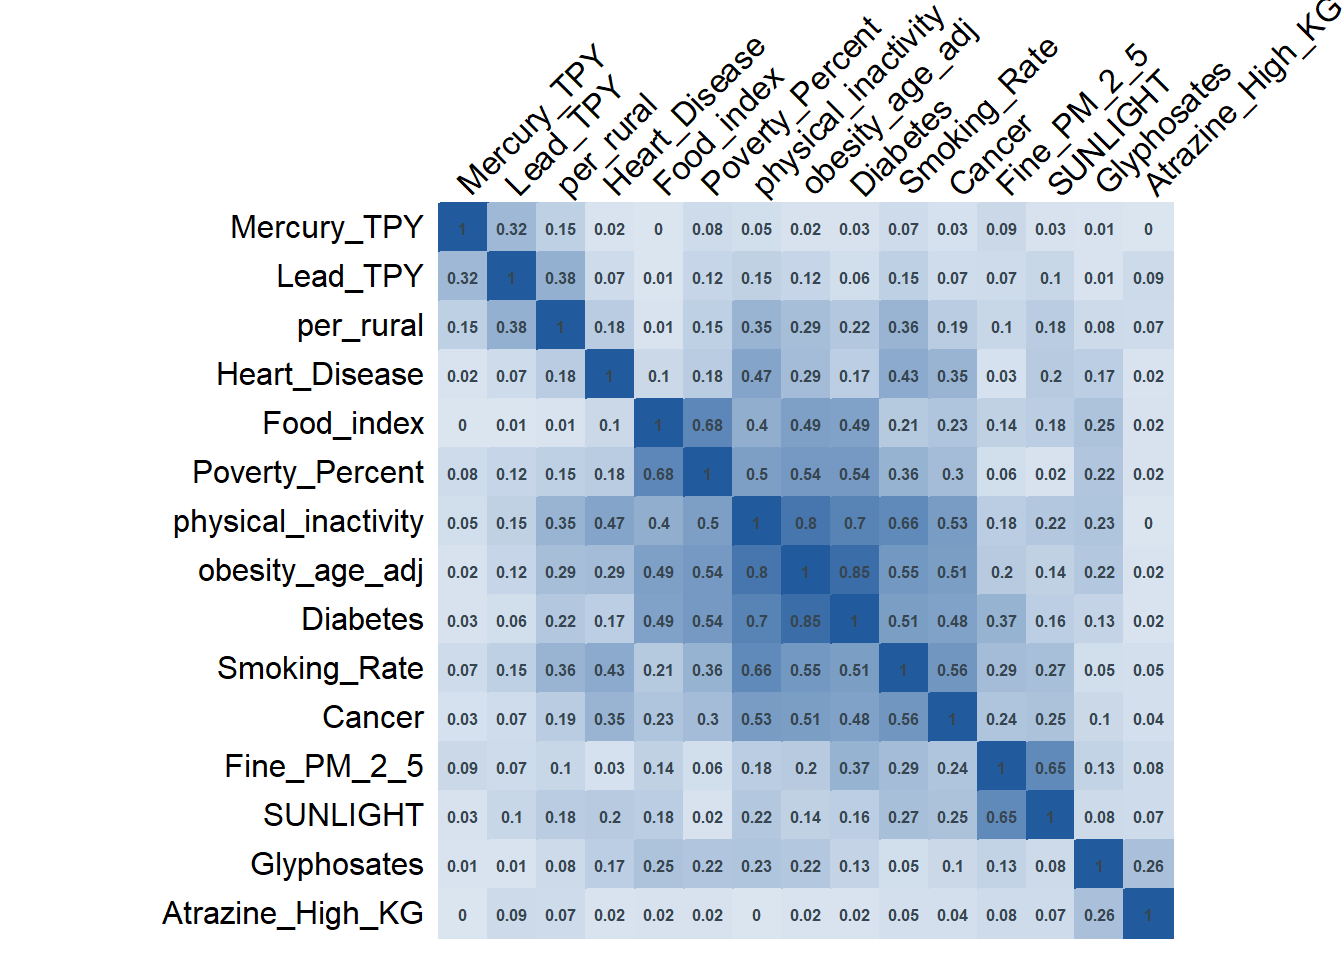 Mercury_TPY
Lead_TPY
per_rural
Heart_Disease
Food_index
Poverty_Percent
physical_inactivity
obesity_age_adj
Diabetes
Smoking_Rate
Cancer
Fine_PM_2_5
SUNLIGHT
Glyphosates
Atrazine_High_KG
Mercury_TPY 1 0.32 0.15 0.02 0 0.08 0.05 0.02 0.03 0.07 0.03 0.09 0.03 0.01 0
Lead_TPY 0.32 1 0.38 0.07 0.01 0.12 0.15 0.12 0.06 0.15 0.07 0.07 0.1 0.01 0.09
per_rural 0.15 0.38 1 0.18 0.01 0.15 0.35 0.29 0.22 0.36 0.19 0.1 0.18 0.08 0.07
Heart_Disease 0.02 0.07 0.18 1 0.1 0.18 0.47 0.29 0.17 0.43 0.35 0.03 0.2 0.17 0.02
Food_index 0 0.01 0.01 0.1 1 0.68 0.4 0.49 0.49 0.21 0.23 0.14 0.18 0.25 0.02
Poverty_Percent 0.08 0.12 0.15 0.18 0.68 1 0.5 0.54 0.54 0.36 0.3 0.06 0.02 0.22 0.02
physical_inactivity 0.05 0.15 0.35 0.47 0.4 0.5 1 0.8 0.7 0.66 0.53 0.18 0.22 0.23 0
obesity_age_adj 0.02 0.12 0.29 0.29 0.49 0.54 0.8 1 0.85 0.55 0.51 0.2 0.14 0.22 0.02
Diabetes 0.03 0.06 0.22 0.17 0.49 0.54 0.7 0.85 1 0.51 0.48 0.37 0.16 0.13 0.02
Smoking_Rate 0.07 0.15 0.36 0.43 0.21 0.36 0.66 0.55 0.51 1 0.56 0.29 0.27 0.05 0.05
Cancer 0.03 0.07 0.19 0.35 0.23 0.3 0.53 0.51 0.48 0.56 1 0.24 0.25 0.1 0.04
Fine_PM_2_5 0.09 0.07 0.1 0.03 0.14 0.06 0.18 0.2 0.37 0.29 0.24 1 0.65 0.13 0.08
SUNLIGHT 0.03 0.1 0.18 0.2 0.18 0.02 0.22 0.14 0.16 0.27 0.25 0.65 1 0.08 0.07
Glyphosates 0.01 0.01 0.08 0.17 0.25 0.22 0.23 0.22 0.13 0.05 0.1 0.13 0.08 1 0.26
Atrazine_High_KG 0 0.09 0.07 0.02 0.02 0.02 0 0.02 0.02 0.05 0.04 0.08 0.07 0.26 1